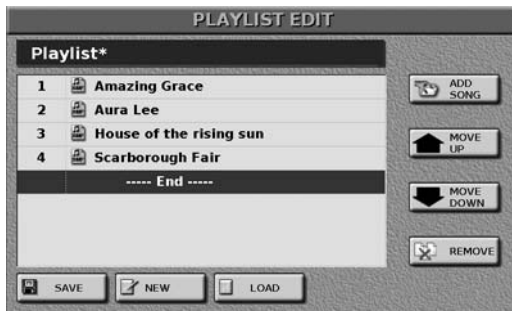 PLAYLIST EDIT
Playlist*
1 Amazing Grace
2 Aura Lee
3 House of the rising sun
4 Scarborough Fair
----- End -----
ADD
SONG
MOVE
UP
MOVE
DOWN
REMOVE
SAVE
NEW
LOAD